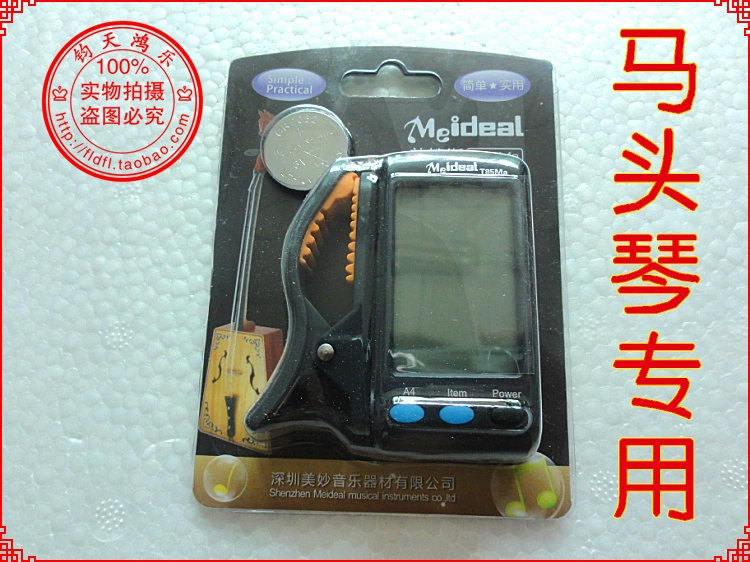 钧天鸿乐
100%
实物拍摄
盗图必究
http://fldfl.taobao.com
Simple
Practical
简单★实用
Meideal
Meideal T85Ma
A4 Item Power
深圳美妙音乐器材有限公司
Shenzhen Meideal musical instruments co,ltd
马头琴专用